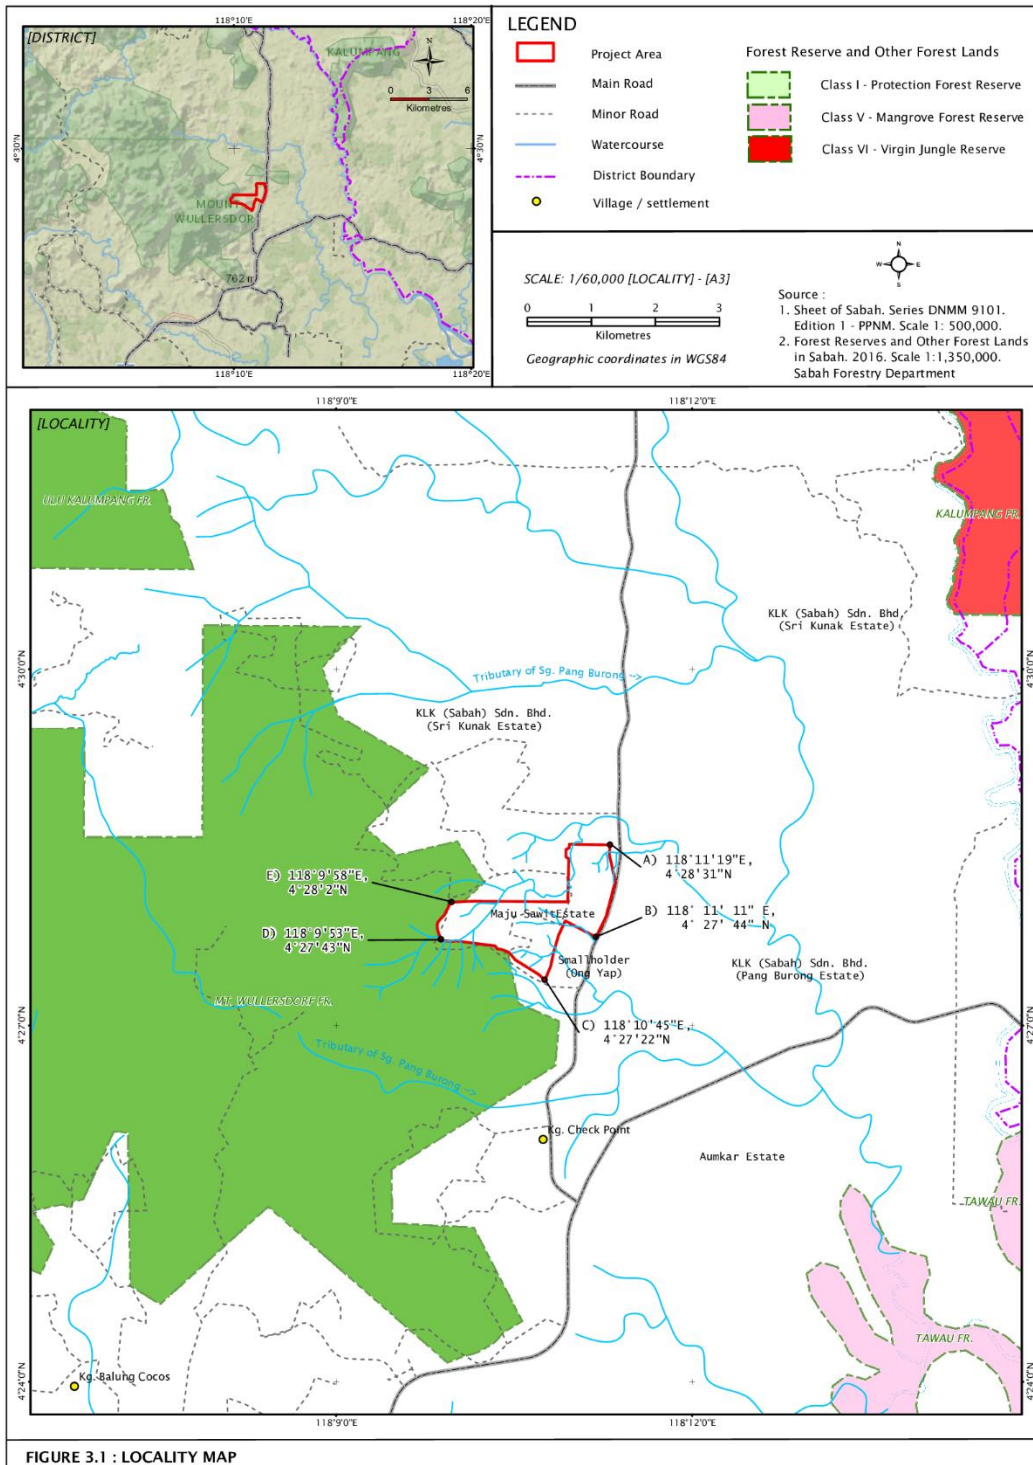 118°10'0"E
118°20'0"E
[DISTRICT]
KALUMPANG
N
0 3 6
Kilometres
4°30'0"N
4°30'0"N
MOUNT
WULLERSDOR
762 m
118°10'0"E
118°20'0"E
LEGEND
Project Area
Main Road
Minor Road
Watercourse
District Boundary
Village / settlement
Forest Reserve and Other Forest Lands
Class I - Protection Forest Reserve
Class V - Mangrove Forest Reserve
Class VI - Virgin Jungle Reserve
SCALE: 1/60,000 [LOCALITY] - [A3]
0 1 2 3
Kilometres
Geographic coordinates in WGS84
N
W E
S
Source :
1. Sheet of Sabah. Series DNMM 9101.
Edition 1 - PPNM. Scale 1: 500,000.
2. Forest Reserves and Other Forest Lands
in Sabah. 2016. Scale 1:1,350,000.
Sabah Forestry Department
118°9'0"E
118°12'0"E
[LOCALITY]
ULU KALUMPANG FR.
KALUMPANG FR.
KLK (Sabah) Sdn. Bhd.
(Sri Kunak Estate)
4°30'0"N
4°30'0"N
Tributary of Sg. Pang Burong -->
KLK (Sabah) Sdn. Bhd.
(Sri Kunak Estate)
A) 118°11'19"E,
4°28'31"N
E) 118°9'58"E,
4°28'2"N
Maju Sawit Estate
B) 118° 11' 11" E,
4° 27' 44" N
D) 118°9'53"E,
4°27'43"N
Smallholder
(Ong Yap)
KLK (Sabah) Sdn. Bhd.
(Pang Burong Estate)
MT. WULLERSDORF FR.
C) 118°10'45"E,
4°27'22"N
4°27'0"N
4°27'0"N
Tributary of Sg. Pang Burong -->
Kg. Check Point
Aumkar Estate
TAWAU FR.
TAWAU FR.
Kg. Balung Cocos
4°24'0"N
4°24'0"N
118°9'0"E
118°12'0"E
FIGURE 3.1 : LOCALITY MAP